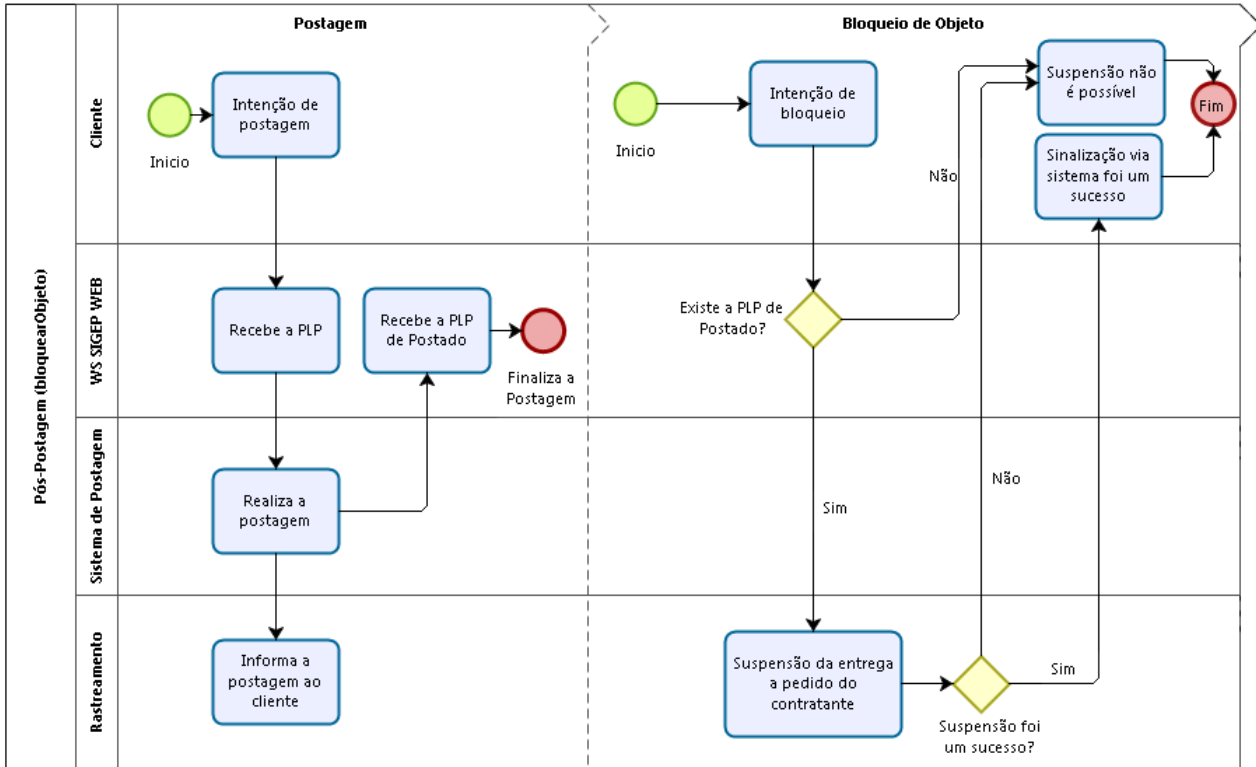 Pós-Postagem (bloquearObjeto)
Postagem
Bloqueio de Objeto
Cliente
Inicio
Intenção de
postagem
Inicio
Intenção de
bloqueio
Não
Suspensão não
é possível
Fim
Sinalização via
sistema foi um
sucesso
WS SIGEP WEB
Recebe a PLP
Recebe a PLP
de Postado
Finaliza a
Postagem
Existe a PLP de
Postado?
Sistema de Postagem
Realiza a
postagem
Sim
Não
Rastreamento
Informa a
postagem ao
cliente
Suspensão da entrega
a pedido do
contratante
Sim
Suspensão foi
um sucesso?